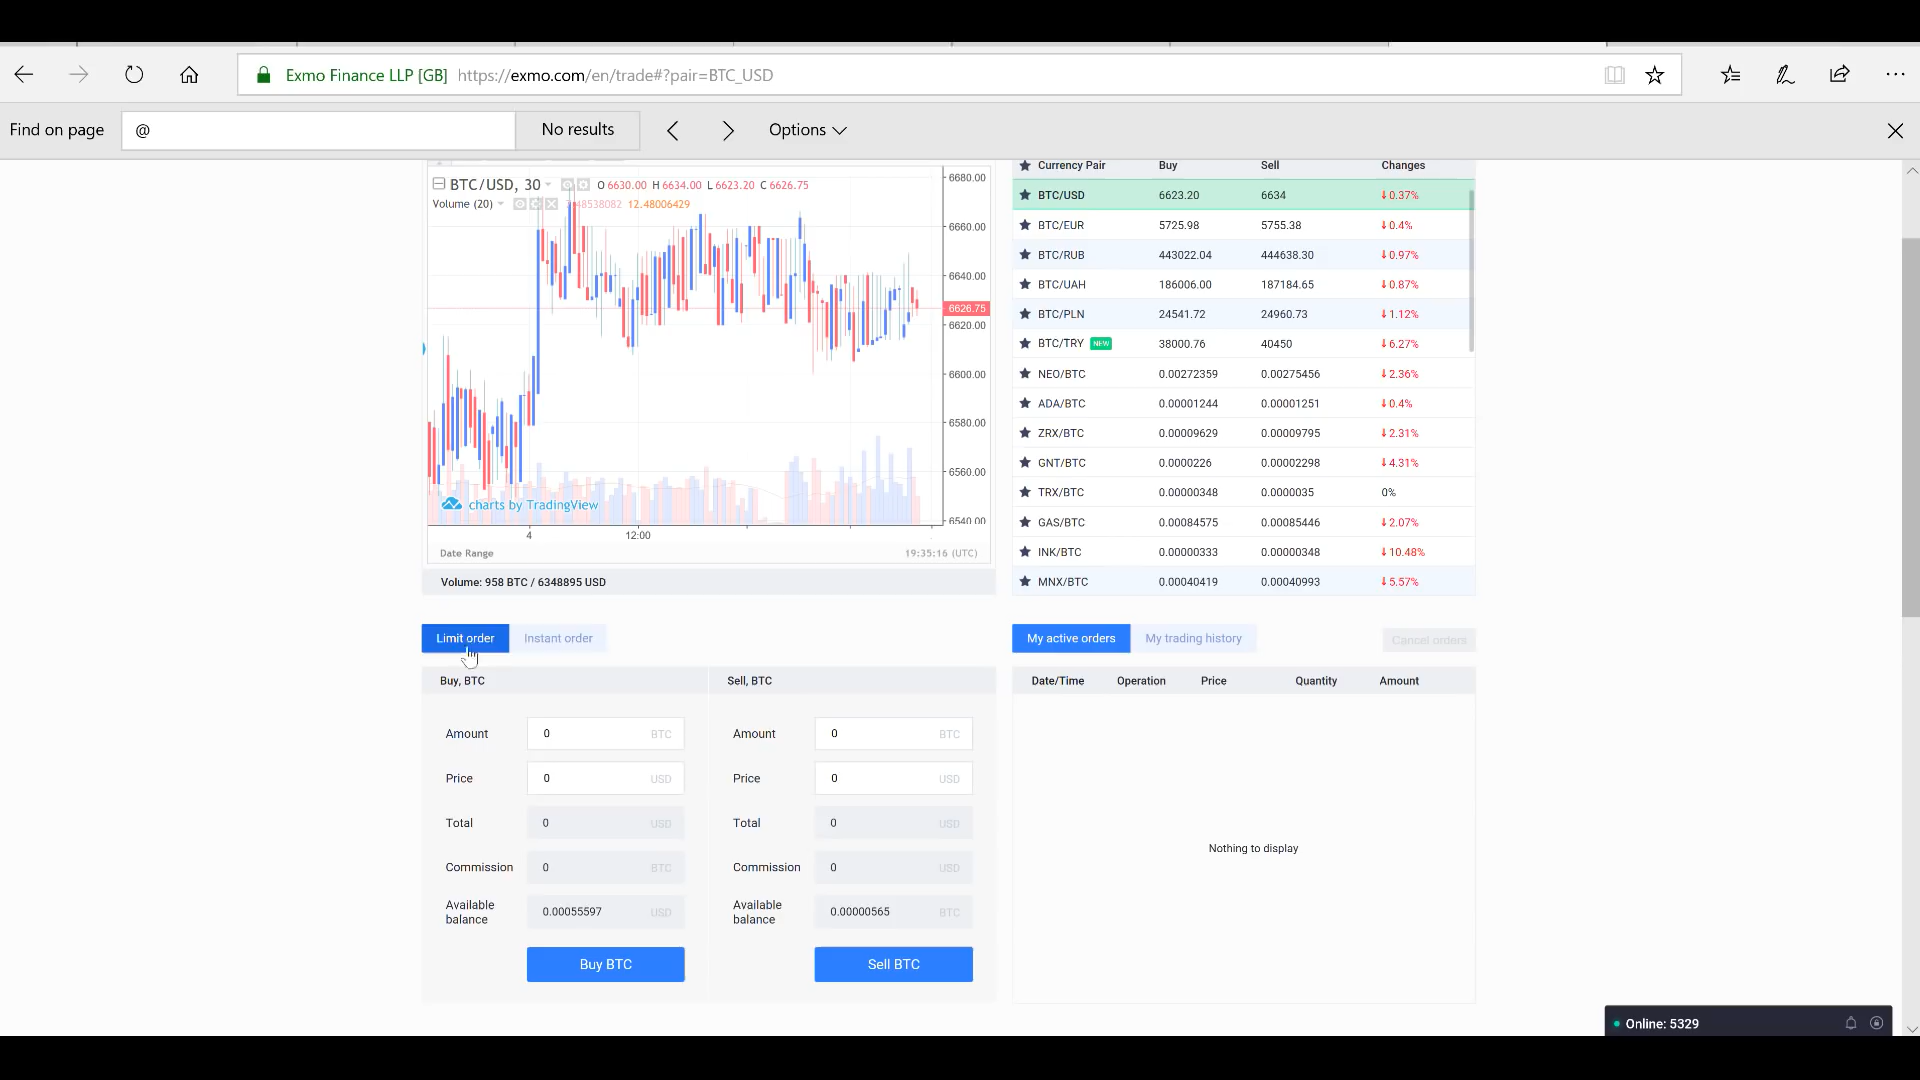 Exmo Finance LLP [GB] https://exmo.com/en/trade#?pair=BTC_USD
Find on page @ No results Options
BTC/USD, 30 O 6630.00 H 6634.00 L 6623.20 C 6626.75
Volume (20) 12.48006429
6680.00
6660.00
6640.00
6626.75
6620.00
6600.00
6580.00
6560.00
6540.00
charts by TradingView
4 12:00
Date Range 19:35:16 (UTC)
Volume: 958 BTC / 6348895 USD
Currency Pair Buy Sell Changes
BTC/USD 6623.20 6634 ↓0.37%
BTC/EUR 5725.98 5755.38 ↓0.4%
BTC/RUB 443022.04 444638.30 ↓0.97%
BTC/UAH 186006.00 187184.65 ↓0.87%
BTC/PLN 24541.72 24960.73 ↓1.12%
BTC/TRY NEW 38000.76 40450 ↓6.27%
NEO/BTC 0.00272359 0.00275456 ↓2.36%
ADA/BTC 0.00001244 0.00001251 ↓0.4%
ZRX/BTC 0.00009629 0.00009795 ↓2.31%
GNT/BTC 0.0000226 0.00002298 ↓4.31%
TRX/BTC 0.00000348 0.0000035 0%
GAS/BTC 0.00084575 0.00085446 ↓2.07%
INK/BTC 0.00000333 0.00000348 ↓10.48%
MNX/BTC 0.00040419 0.00040993 ↓5.57%
Limit order Instant order
Buy, BTC Sell, BTC
Amount 0 BTC Amount 0 BTC
Price 0 USD Price 0 USD
Total 0 USD Total 0 USD
Commission 0 BTC Commission 0 USD
Available balance 0.00055597 USD Available balance 0.00000565 BTC
Buy BTC Sell BTC
My active orders My trading history Cancel orders
Date/Time Operation Price Quantity Amount
Nothing to display
Online: 5329